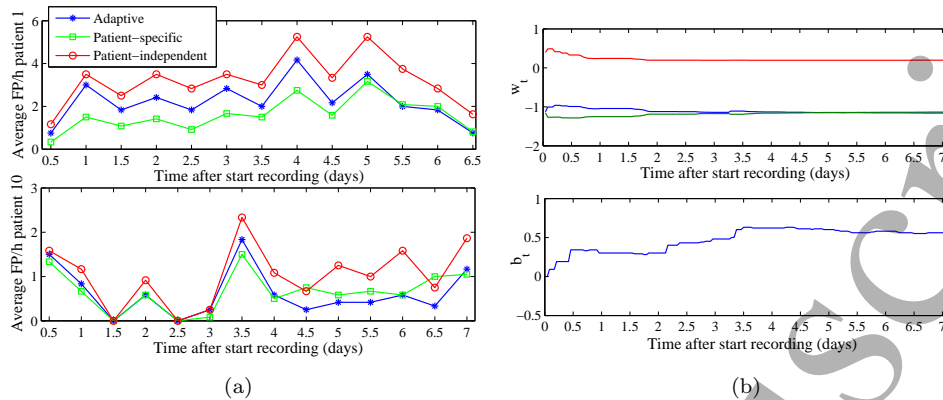 Adaptive
Patient-specific
Patient-independent
Average FP/h patient 1
6
4
2
0
0.5 1 1.5 2 2.5 3 3.5 4 4.5 5 5.5 6 6.5
Time after start recording (days)
Average FP/h patient 10
3
2
1
0
0.5 1 1.5 2 2.5 3 3.5 4 4.5 5 5.5 6 6.5 7
Time after start recording (days)
(a)
w_t
1
0
-1
-2
0 0.5 1 1.5 2 2.5 3 3.5 4 4.5 5 5.5 6 6.5 7
Time after start recording (days)
b_t
1
0.5
0
-0.5
0 0.5 1 1.5 2 2.5 3 3.5 4 4.5 5 5.5 6 6.5 7
Time after start recording (days)
(b)